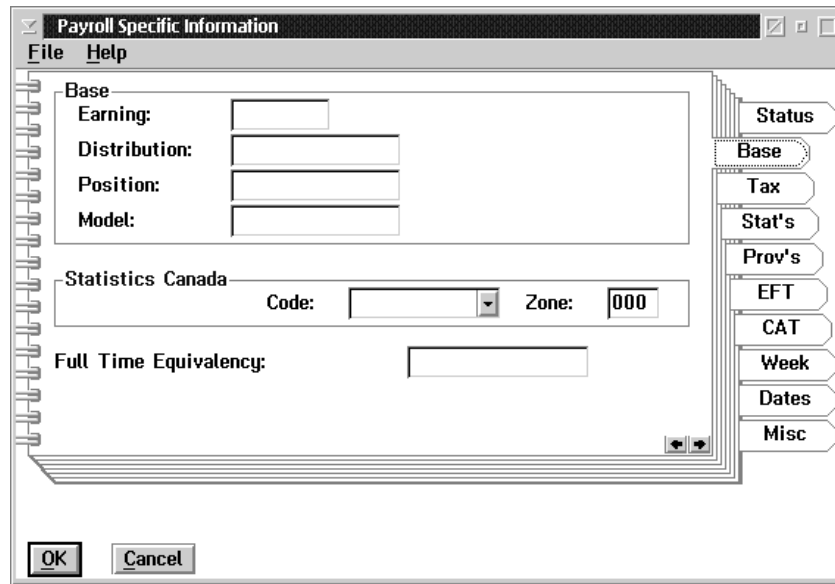 Payroll Specific Information
File Help
Base
Earning:
Distribution:
Position:
Model:
Statistics Canada
Code: Zone: 000
Full Time Equivalency:
Status
Base
Tax
Stat's
Prov's
EFT
CAT
Week
Dates
Misc
OK Cancel